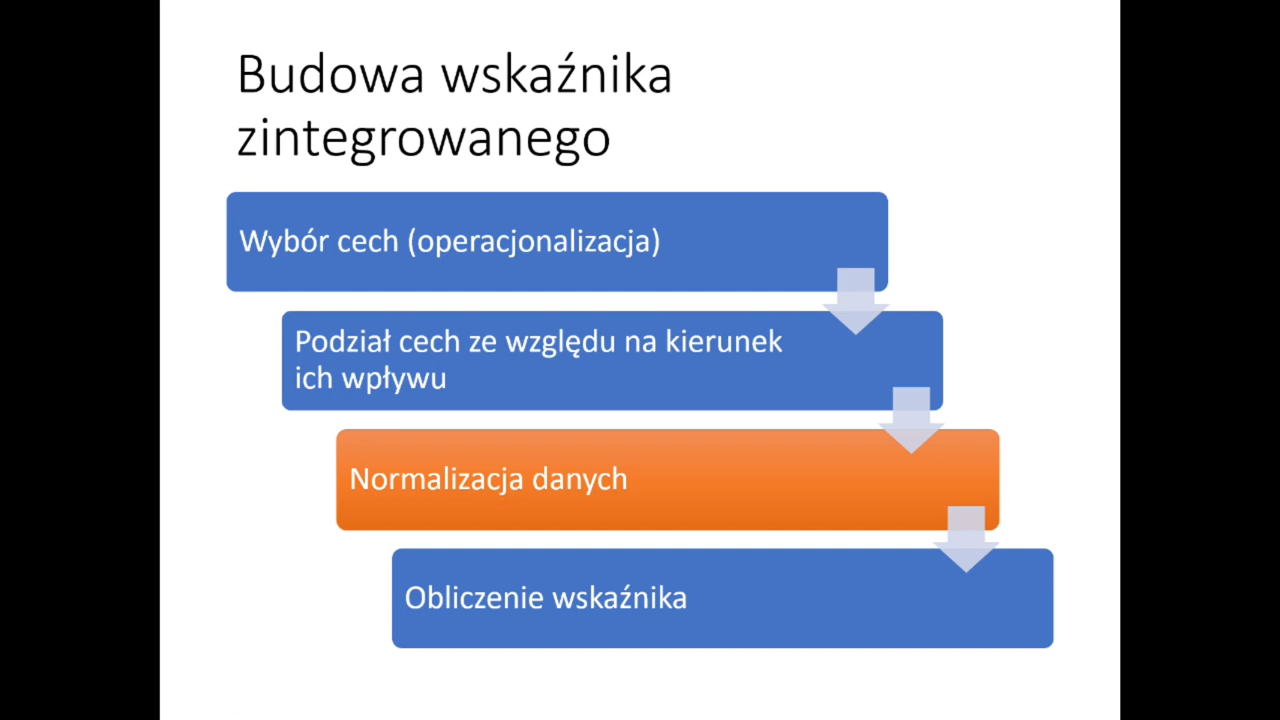 Budowa wskaźnika
zintegrowanego
Wybór cech (operacjonalizacja)
Podział cech ze względu na kierunek
ich wpływu
Normalizacja danych
Obliczenie wskaźnika